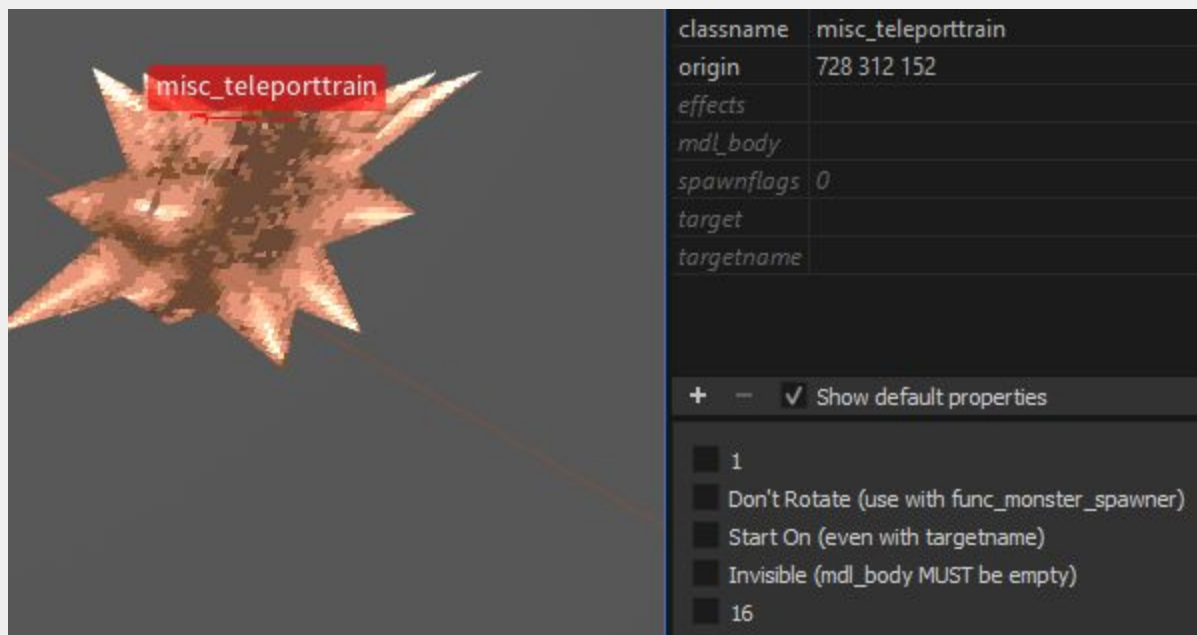 misc_teleporttrain
classname misc_teleporttrain
origin 728 312 152
effects
mdl_body
spawnflags 0
target
targetname
+ − ✓ Show default properties
1
Don't Rotate (use with func_monster_spawner)
Start On (even with targetname)
Invisible (mdl_body MUST be empty)
16